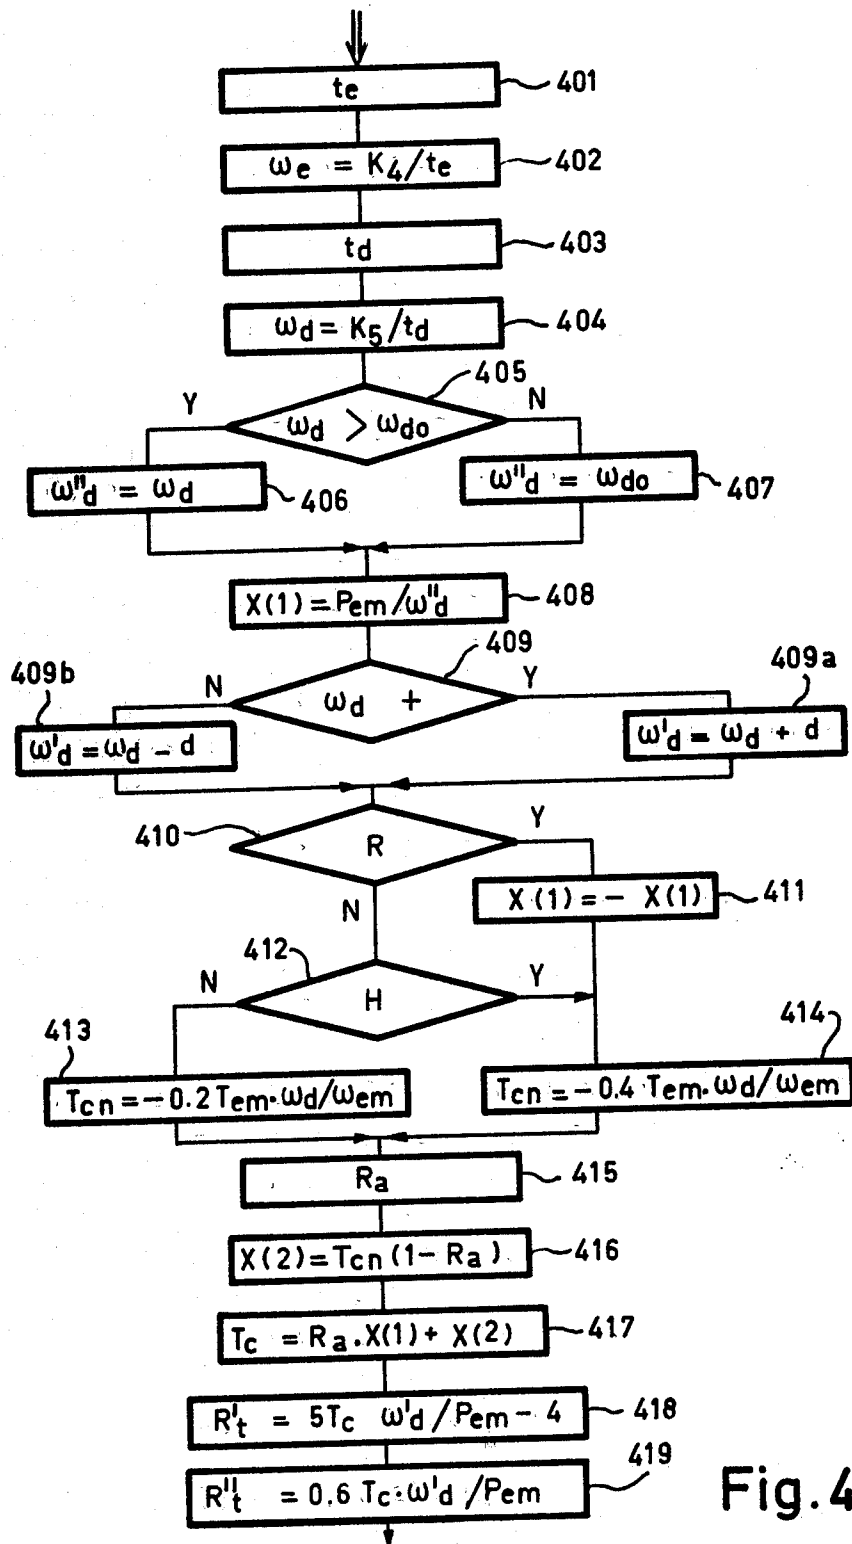 te 401
ωe = K4/te 402
td 403
ωd = K5/td 404
405
Y ωd > ωdo N
ω"d = ωd 406
ω"d = ωdo 407
X(1) = Pem/ω"d 408
409
N ωd + Y
409b
ω'd = ωd - d
409a
ω'd = ωd + d
410 R Y
N
X(1) = - X(1) 411
412
N H Y
413
Tcn = -0.2 Tem.ωd/ωem
414
Tcn = -0.4 Tem.ωd/ωem
Ra 415
X(2) = Tcn (1 - Ra) 416
Tc = Ra.X(1) + X(2) 417
R't = 5Tc ω'd /Pem - 4 418
R"t = 0.6 Tc.ω'd /Pem 419
Fig.4